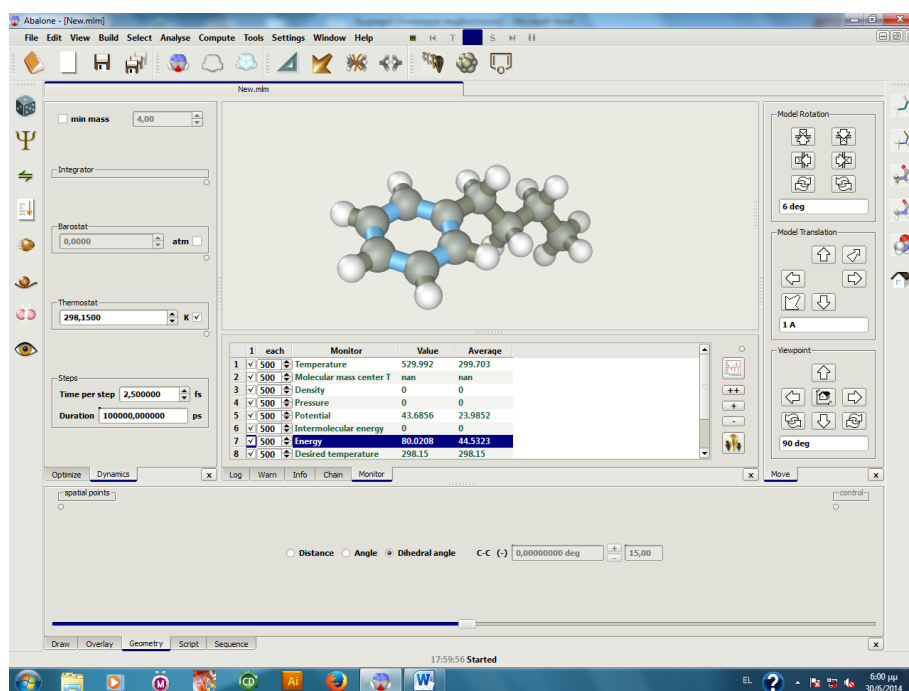 Abalone - [New.mlm]
File Edit View Build Select Analyse Compute Tools Settings Window Help
T S
New.mlm
min mass 4,00
Integrator
Barostat
0,0000 atm
Thermostat
298,1500 K
Steps
Time per step 2,500000 fs
Duration 100000,000000 ps
Optimize Dynamics x
1 each Monitor Value Average
1 500 Temperature 529.992 299.703
2 500 Molecular mass center T nan nan
3 500 Density 0 0
4 500 Pressure 0 0
5 500 Potential 43.6856 23.9852
6 500 Intermolecular energy 0 0
7 500 Energy 80.0208 44.5323
8 500 Desired temperature 298.15 298.15
++
+
-
Log Warn Info Chain Monitor x
Model Rotation
6 deg
Model Translation
1 A
Viewpoint
90 deg
Move x
spatial points
control
Distance Angle Dihedral angle C-C (-) 0,00000000 deg + - 15,00
Draw Overlay Geometry Script Sequence x
17:59:56 Started
EL 6:00 μμ
30/6/2014